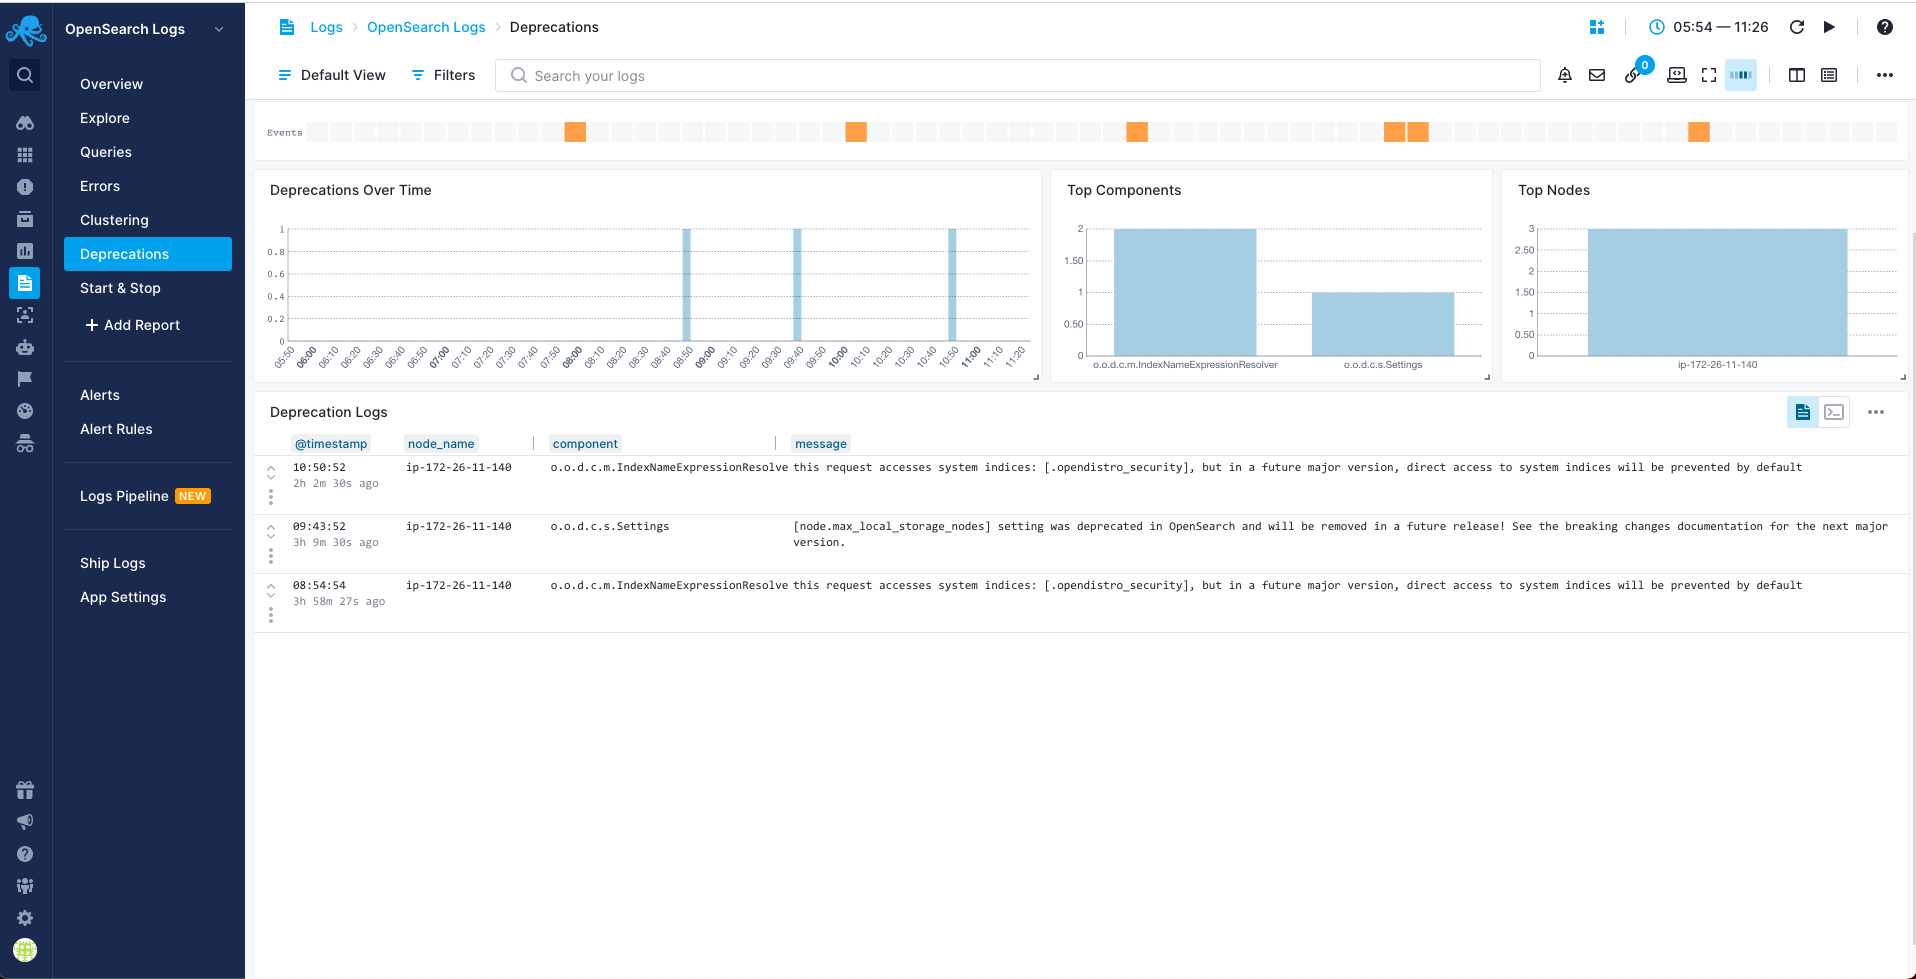 OpenSearch Logs
Overview
Explore
Queries
Errors
Clustering
Deprecations
Start & Stop
Add Report
Alerts
Alert Rules
Logs Pipeline NEW
Ship Logs
App Settings
Logs OpenSearch Logs Deprecations
05:54 — 11:26
Default View Filters Search your logs
0
Events
Deprecations Over Time
1
0.8
0.6
0.4
0.2
0
05:50 06:00 06:10 06:20 06:30 06:40 06:50 07:00 07:10 07:20 07:30 07:40 07:50 08:00 08:10 08:20 08:30 08:40 08:50 09:00 09:10 09:20 09:30 09:40 09:50 10:00 10:10 10:20 10:30 10:40 10:50 11:00 11:10 11:20
Top Components
2
1.50
1
0.50
0
o.o.d.c.m.IndexNameExpressionResolver o.o.d.c.s.Settings
Top Nodes
3
2.50
2
1.50
1
0.50
0
ip-172-26-11-140
Deprecation Logs
@timestamp node_name component message
10:50:52 ip-172-26-11-140 o.o.d.c.m.IndexNameExpressionResolve this request accesses system indices: [.opendistro_security], but in a future major version, direct access to system indices will be prevented by default
2h 2m 30s ago
09:43:52 ip-172-26-11-140 o.o.d.c.s.Settings [node.max_local_storage_nodes] setting was deprecated in OpenSearch and will be removed in a future release! See the breaking changes documentation for the next major
3h 9m 30s ago version.
08:54:54 ip-172-26-11-140 o.o.d.c.m.IndexNameExpressionResolve this request accesses system indices: [.opendistro_security], but in a future major version, direct access to system indices will be prevented by default
3h 58m 27s ago